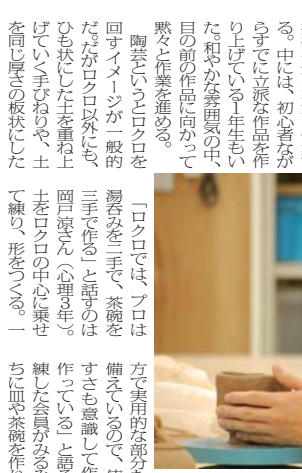 る。中には、初心者なが
らすでに立派な作品を作
り上げている1年生もい
た。和やかな雰囲気の中、
目の前の作品に向かって
黙々と作業を進める。
陶芸というとロクロを
回すイメージが一般的
だ。だがロクロ以外にも、
ひも状にした土を重ね上
げていく手びねりや、土
を同じ厚さの板状にした
「ロクロでは、プロは
湯呑みを二手で、茶碗を
三手で作る」と話すのは
岡戸涼さん（心理3年）。
土をロクロの中心に乗せ
て練り、形をつくる。一
方で実用的な部分
備えているので、
すさも意識して作
作っている」と話
練した会員がみるみ
ちに皿や茶碗を作